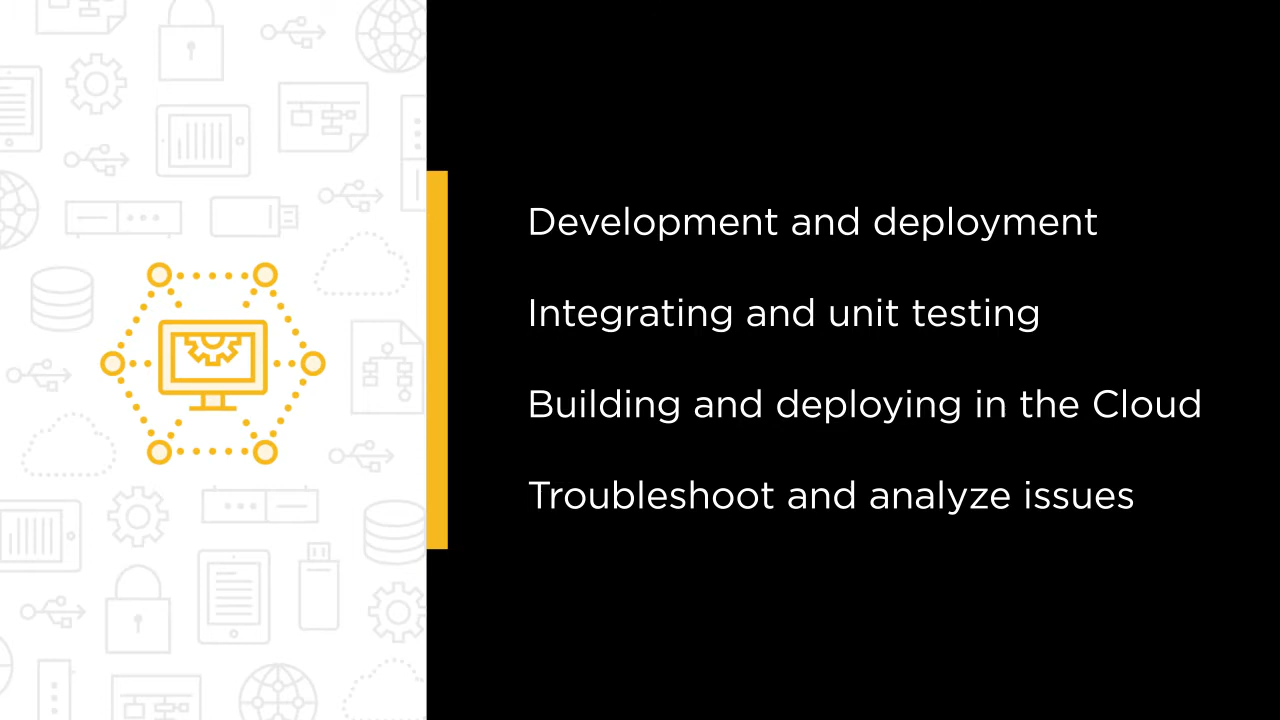 Development and deployment
Integrating and unit testing
Building and deploying in the Cloud
Troubleshoot and analyze issues